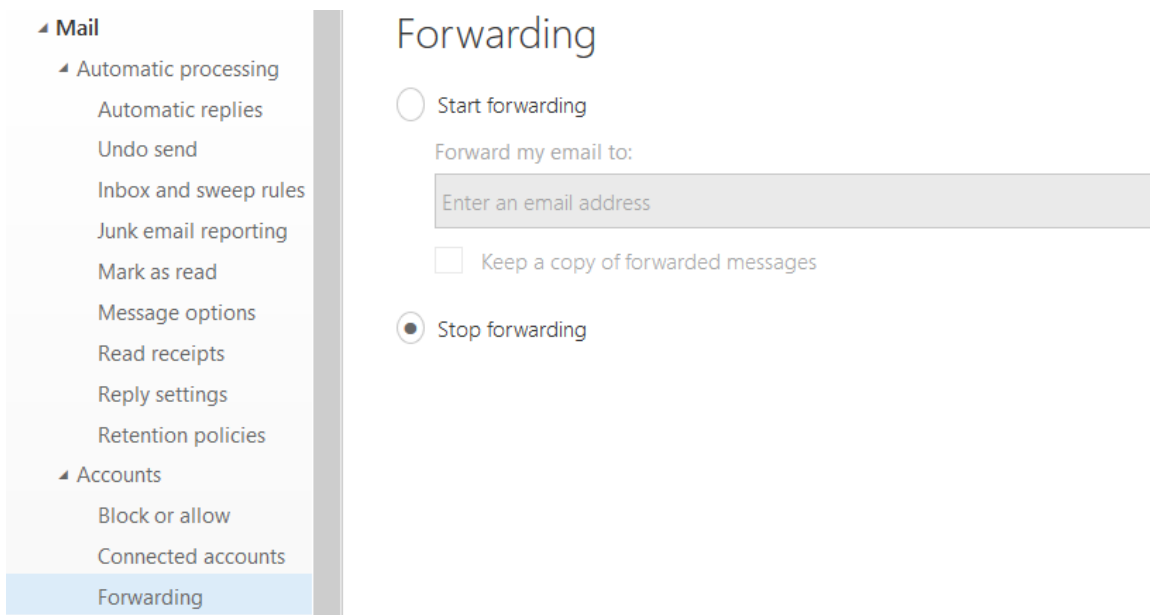 Mail
Automatic processing
Automatic replies
Undo send
Inbox and sweep rules
Junk email reporting
Mark as read
Message options
Read receipts
Reply settings
Retention policies
Accounts
Block or allow
Connected accounts
Forwarding
Forwarding
Start forwarding
Forward my email to:
Enter an email address
Keep a copy of forwarded messages
Stop forwarding